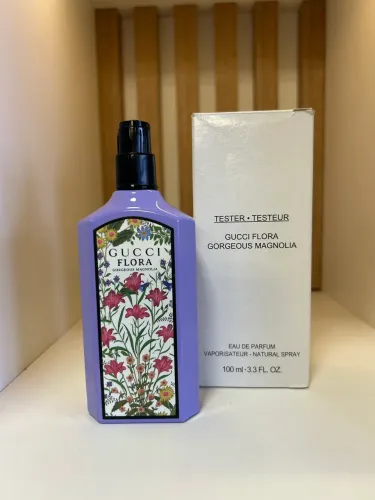 GUCCI
FLORA
GORGEOUS MAGNOLIA
TESTER • TESTEUR
GUCCI FLORA
GORGEOUS MAGNOLIA
EAU DE PARFUM
VAPORISATEUR - NATURAL SPRAY
100 ml - 3.3 FL. OZ.